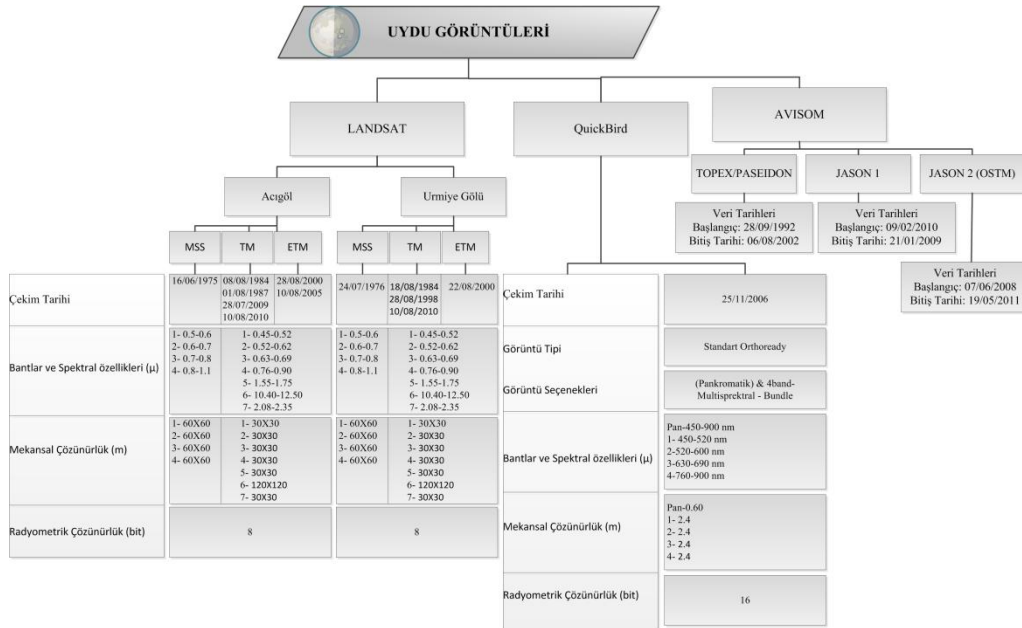 UYDU GÖRÜNTÜLERİ
LANDSAT
QuickBird
AVISOM
TOPEX/PASEIDON
JASON 1
JASON 2 (OSTM)
Veri Tarihleri
Başlangıç: 28/09/1992
Bitiş Tarihi: 06/08/2002
Veri Tarihleri
Başlangıç: 09/02/2010
Bitiş Tarihi: 21/01/2009
Veri Tarihleri
Başlangıç: 07/06/2008
Bitiş Tarihi: 19/05/2011
Acıgöl
Urmiye Gölü
MSS
TM
ETM
MSS
TM
ETM
Çekim Tarihi
16/06/1975
08/08/1984
01/08/1987
28/07/2009
10/08/2010
28/08/2000
10/08/2005
24/07/1976
18/08/1984
28/08/1998
10/08/2010
22/08/2000
Bantlar ve Spektral özellikleri (µ)
1- 0.5-0.6
2- 0.6-0.7
3- 0.7-0.8
4- 0.8-1.1
1- 0.45-0.52
2- 0.52-0.62
3- 0.63-0.69
4- 0.76-0.90
5- 1.55-1.75
6- 10.40-12.50
7- 2.08-2.35
1- 0.5-0.6
2- 0.6-0.7
3- 0.7-0.8
4- 0.8-1.1
1- 0.45-0.52
2- 0.52-0.62
3- 0.63-0.69
4- 0.76-0.90
5- 1.55-1.75
6- 10.40-12.50
7- 2.08-2.35
Mekansal Çözünürlük (m)
1- 60X60
2- 60X60
3- 60X60
4- 60X60
1- 30X30
2- 30X30
3- 30X30
4- 30X30
5- 30X30
6- 120X120
7- 30X30
1- 60X60
2- 60X60
3- 60X60
4- 60X60
1- 30X30
2- 30X30
3- 30X30
4- 30X30
5- 30X30
6- 120X120
7- 30X30
Radyometrik Çözünürlük (bit)
8
8
Çekim Tarihi
25/11/2006
Görüntü Tipi
Standart Orthoready
Görüntü Seçenekleri
(Pankromatik) & 4band-
Multisprektral - Bundle
Bantlar ve Spektral özellikleri (µ)
Pan-450-900 nm
1- 450-520 nm
2-520-600 nm
3-630-690 nm
4-760-900 nm
Mekansal Çözünürlük (m)
Pan-0.60
1- 2.4
2- 2.4
3- 2.4
4- 2.4
Radyometrik Çözünürlük (bit)
16